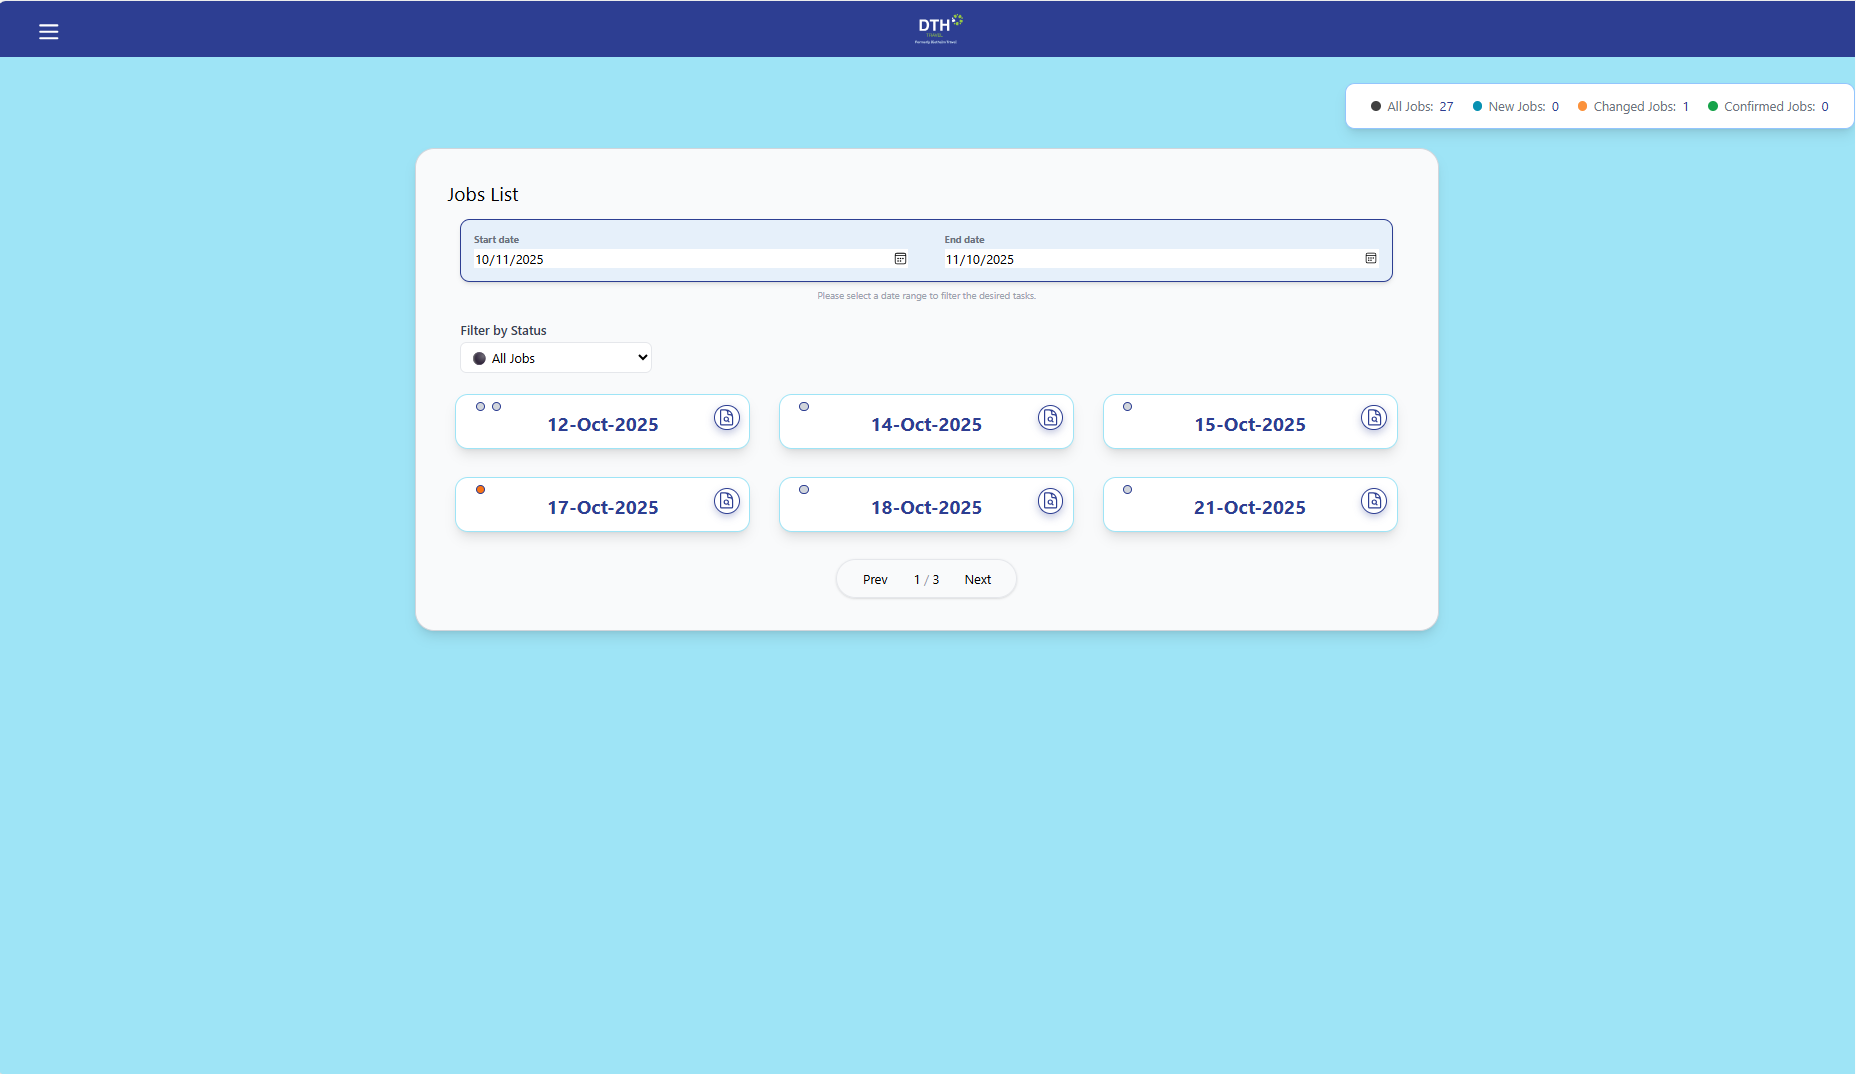 DTH
TRAVEL
All Jobs: 27 New Jobs: 0 Changed Jobs: 1 Confirmed Jobs: 0
Jobs List
Start date End date
10/11/2025 11/10/2025
Please select a date range to filter the desired tasks.
Filter by Status
All Jobs
12-Oct-2025 14-Oct-2025 15-Oct-2025
17-Oct-2025 18-Oct-2025 21-Oct-2025
Prev 1 / 3 Next